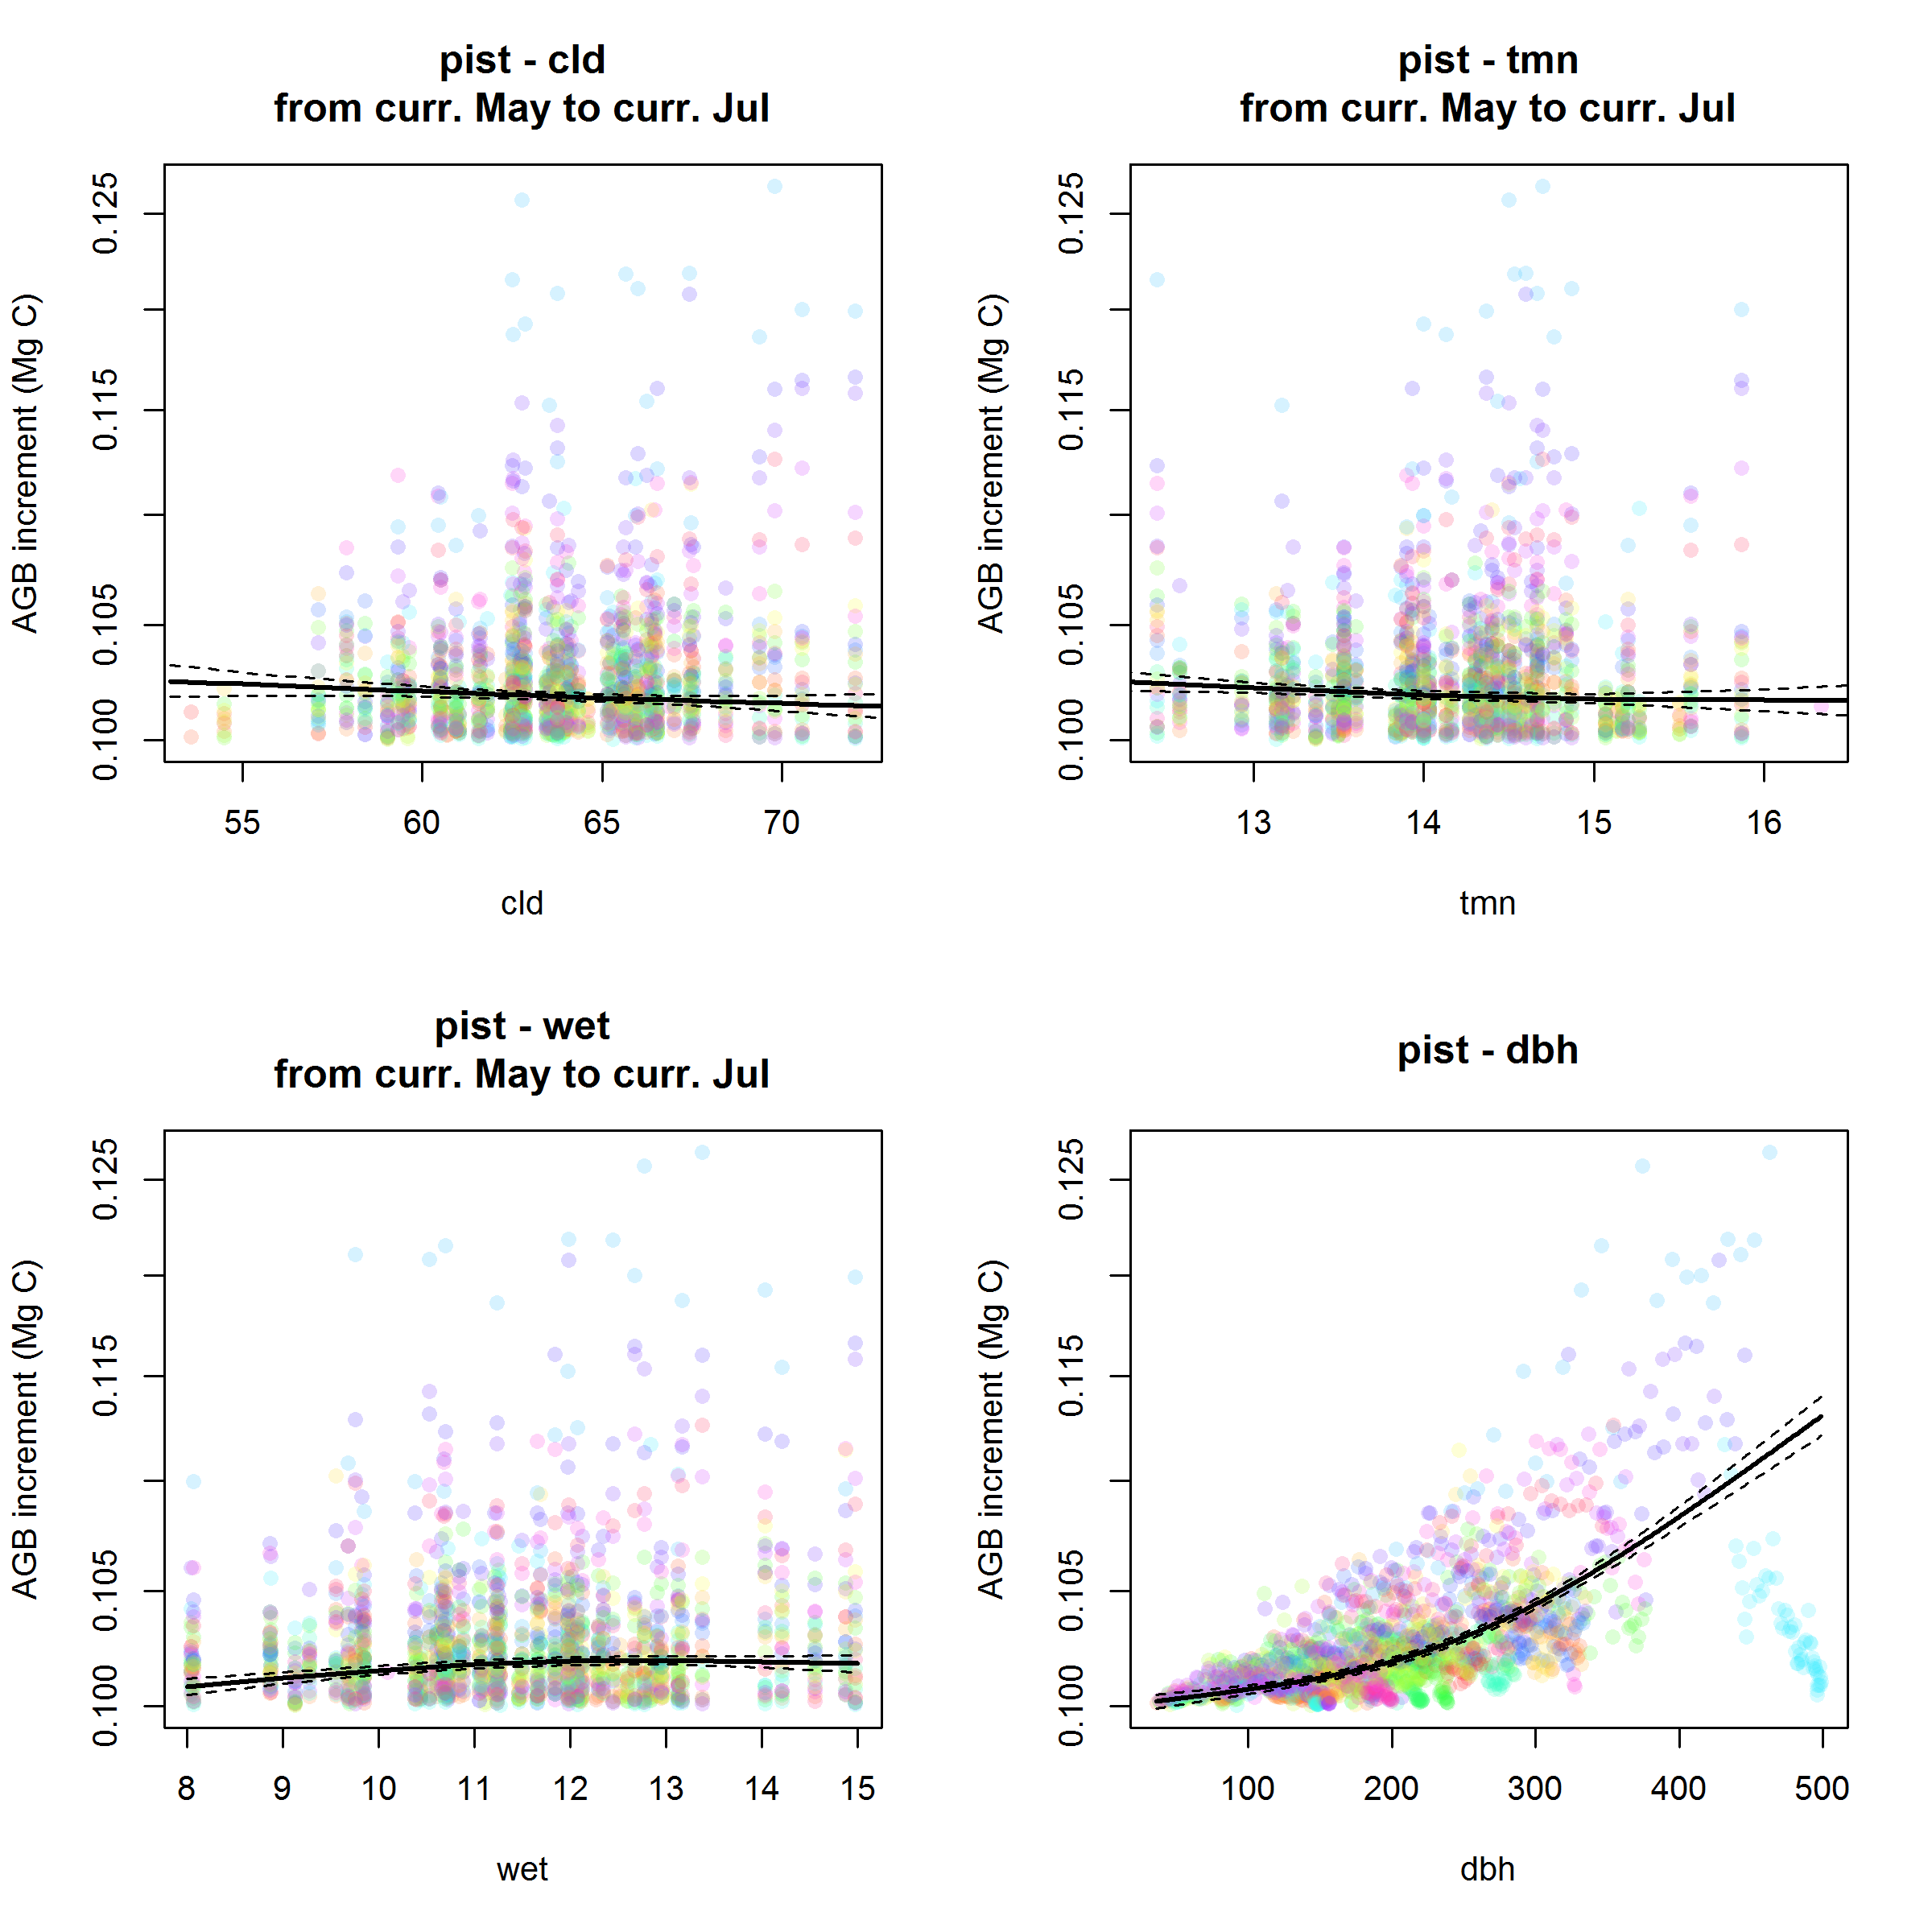 pist - cld
from curr. May to curr. Jul
AGB increment (Mg C)
0.100 0.105 0.115 0.125
55 60 65 70
cld
pist - tmn
from curr. May to curr. Jul
AGB increment (Mg C)
0.100 0.105 0.115 0.125
13 14 15 16
tmn
pist - wet
from curr. May to curr. Jul
AGB increment (Mg C)
0.100 0.105 0.115 0.125
8 9 10 11 12 13 14 15
wet
pist - dbh
AGB increment (Mg C)
0.100 0.105 0.115 0.125
100 200 300 400 500
dbh